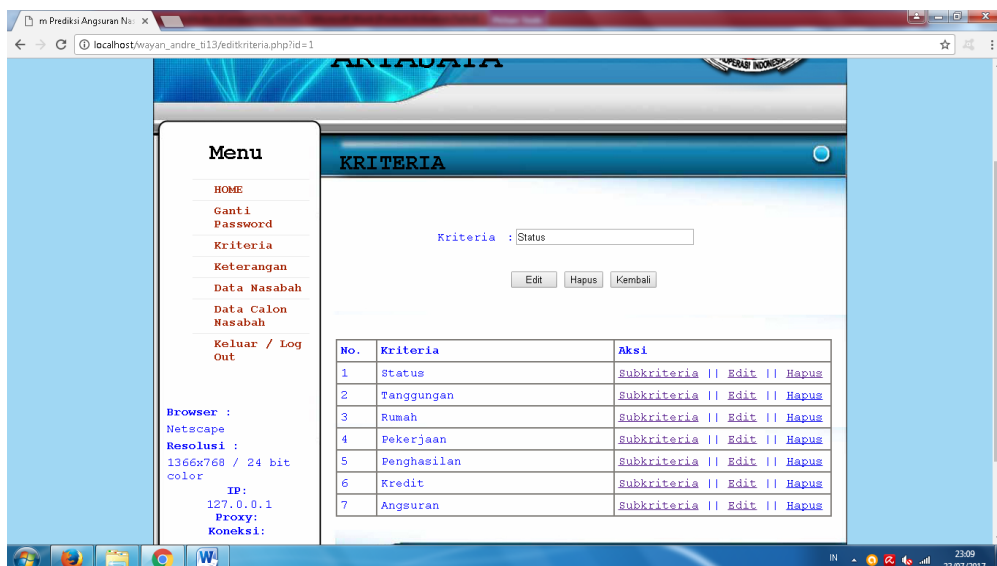 m Prediksi Angsuran Na
localhost/wayan_andre_ti13/editkriteria.php?id=1
ARTADATA
KOPERASI INDONESIA
Menu
HOME
Ganti
Password
Kriteria
Keterangan
Data Nasabah
Data Calon
Nasabah
Keluar / Log
Out
Browser :
Netscape
Resolusi :
1366x768 / 24 bit
color
IP:
127.0.0.1
Proxy:
Koneksi:
KRITERIA
Kriteria : Status
Edit Hapus Kembali
No. Kriteria Aksi
1 Status Subkriteria || Edit || Hapus
2 Tanggungan Subkriteria || Edit || Hapus
3 Rumah Subkriteria || Edit || Hapus
4 Pekerjaan Subkriteria || Edit || Hapus
5 Penghasilan Subkriteria || Edit || Hapus
6 Kredit Subkriteria || Edit || Hapus
7 Angsuran Subkriteria || Edit || Hapus
IN 23:09